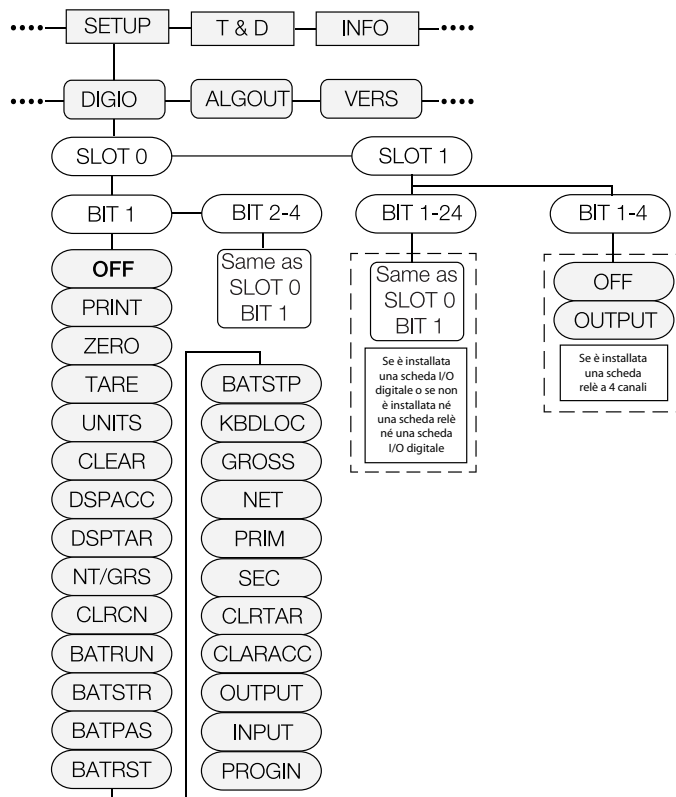 SETUP
T & D
INFO
DIGIO
ALGOUT
VERS
SLOT 0
SLOT 1
BIT 1
BIT 2-4
BIT 1-24
BIT 1-4
OFF
PRINT
ZERO
TARE
UNITS
CLEAR
DSPACC
DSPTAR
NT/GRS
CLRCN
BATRUN
BATSTR
BATPAS
BATRST
Same as
SLOT 0
BIT 1
BATSTP
KBDLOC
GROSS
NET
PRIM
SEC
CLRTAR
CLARACC
OUTPUT
INPUT
PROGIN
Same as
SLOT 0
BIT 1
Se è installata
una scheda I/O
digitale o se non
è installata né
una scheda relè
né una scheda
I/O digitale
OFF
OUTPUT
Se è installata
una scheda
relè a 4 canali